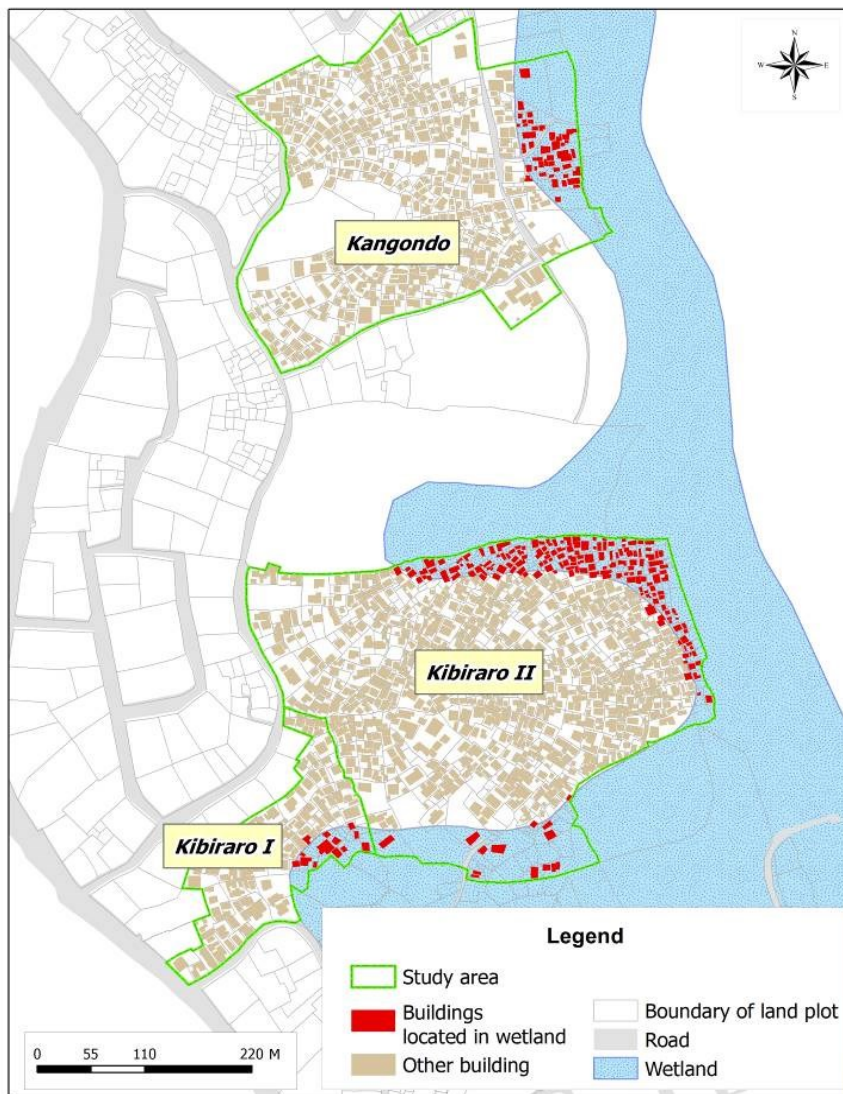 N
W E
S
Kangondo
Kibiraro II
Kibiraro I
Legend
Study area
Buildings
located in wetland
Other building
Boundary of land plot
Road
Wetland
0 55 110 220 M